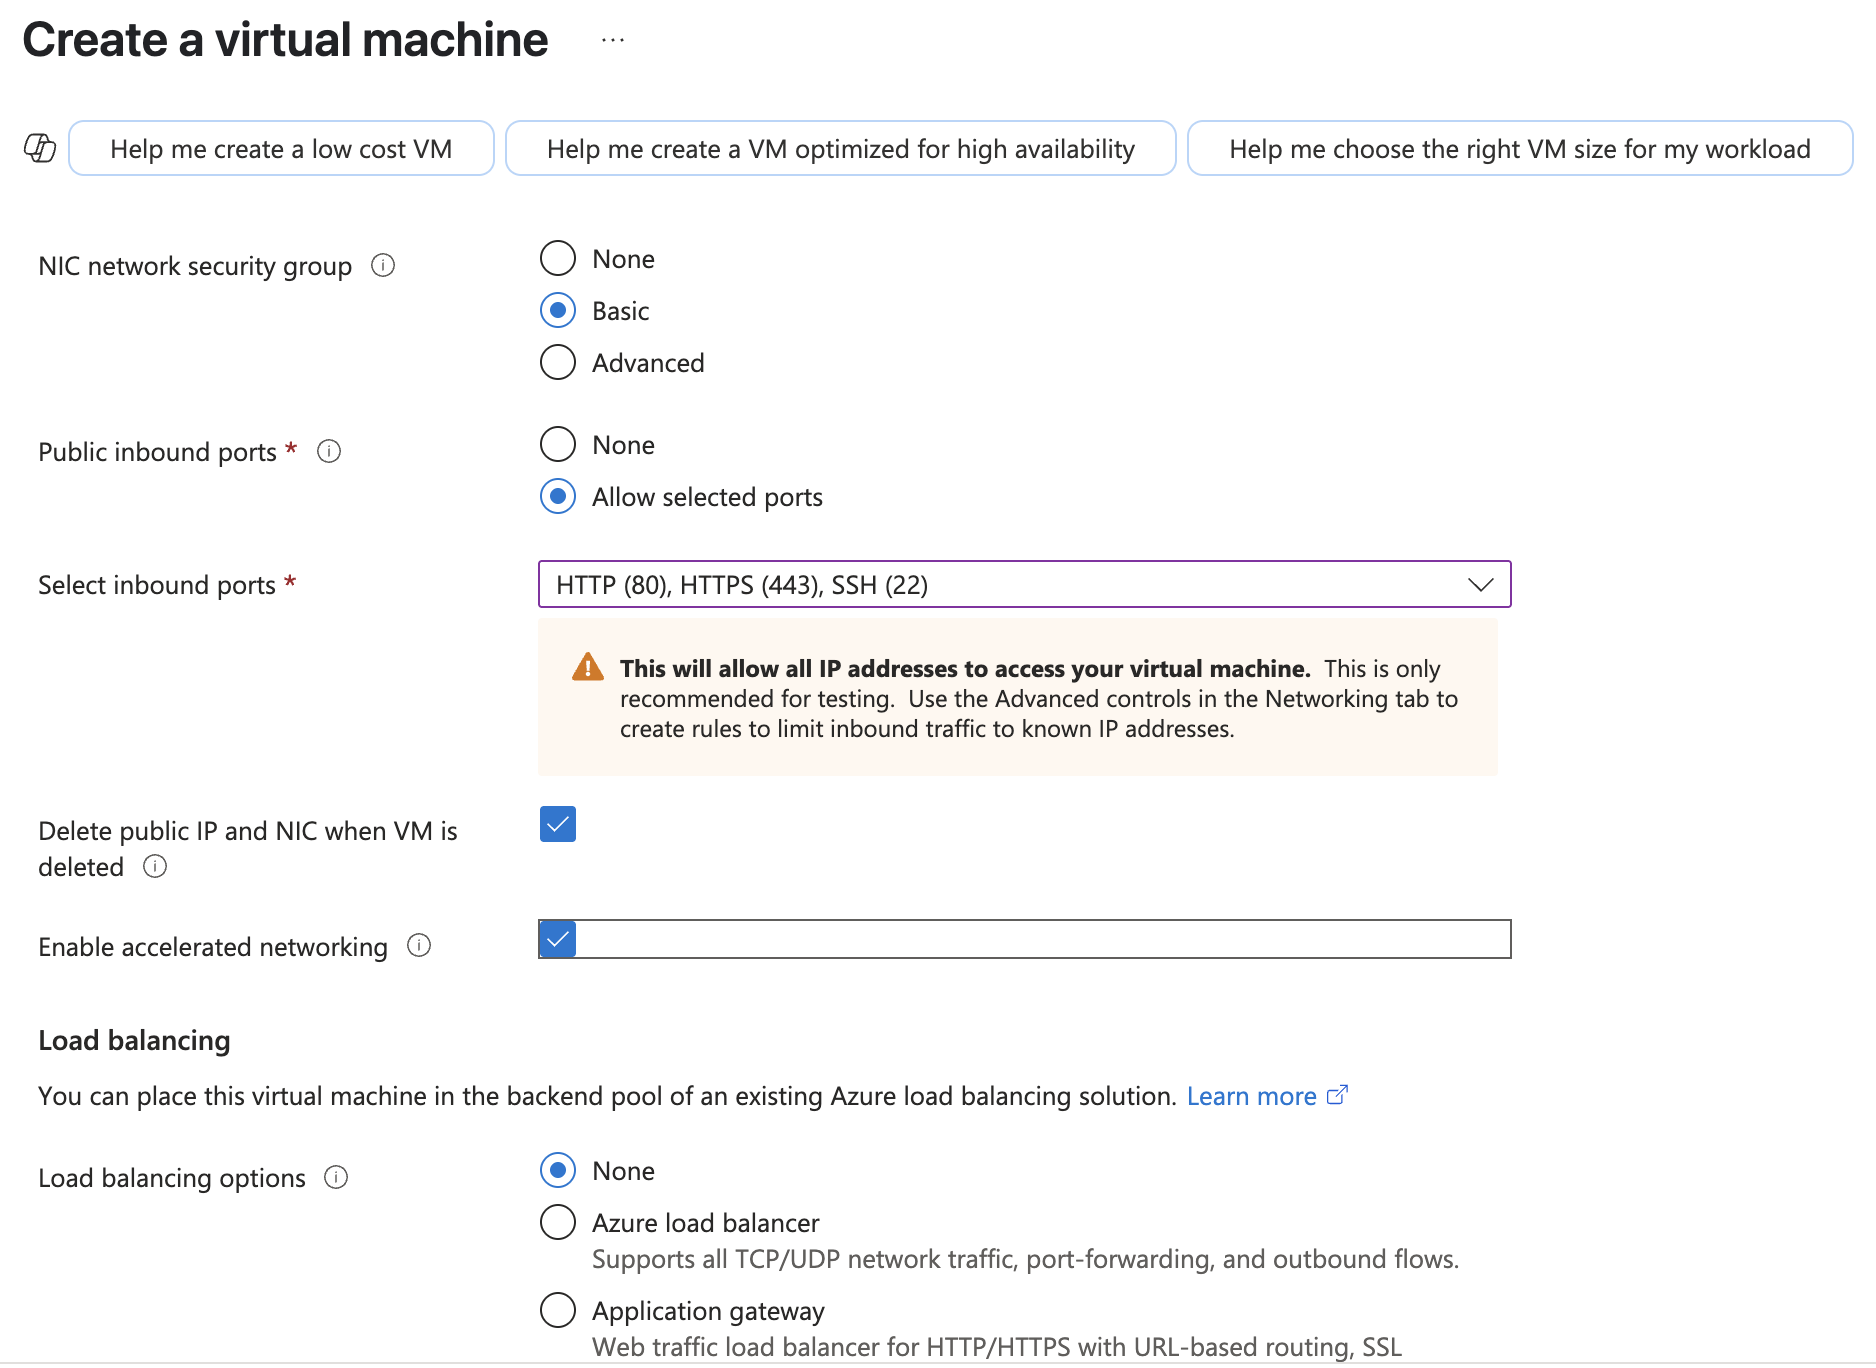 Create a virtual machine ...
Help me create a low cost VM
Help me create a VM optimized for high availability
Help me choose the right VM size for my workload
NIC network security group
None
Basic
Advanced
Public inbound ports *
None
Allow selected ports
Select inbound ports *
HTTP (80), HTTPS (443), SSH (22)
This will allow all IP addresses to access your virtual machine. This is only
recommended for testing. Use the Advanced controls in the Networking tab to
create rules to limit inbound traffic to known IP addresses.
Delete public IP and NIC when VM is
deleted
Enable accelerated networking
Load balancing
You can place this virtual machine in the backend pool of an existing Azure load balancing solution. Learn more
Load balancing options
None
Azure load balancer
Supports all TCP/UDP network traffic, port-forwarding, and outbound flows.
Application gateway
Web traffic load balancer for HTTP/HTTPS with URL-based routing, SSL